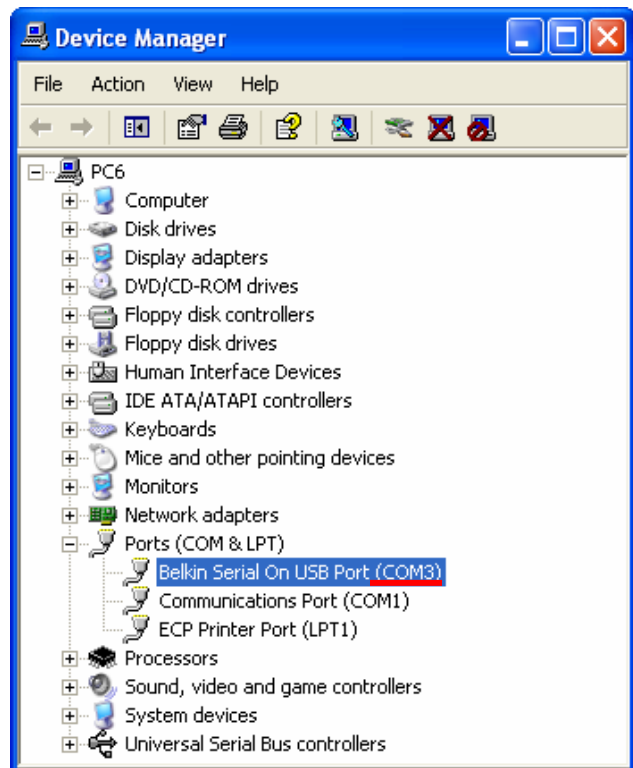 Device Manager
File Action View Help
PC6
Computer
Disk drives
Display adapters
DVD/CD-ROM drives
Floppy disk controllers
Floppy disk drives
Human Interface Devices
IDE ATA/ATAPI controllers
Keyboards
Mice and other pointing devices
Monitors
Network adapters
Ports (COM & LPT)
Belkin Serial On USB Port (COM3)
Communications Port (COM1)
ECP Printer Port (LPT1)
Processors
Sound, video and game controllers
System devices
Universal Serial Bus controllers